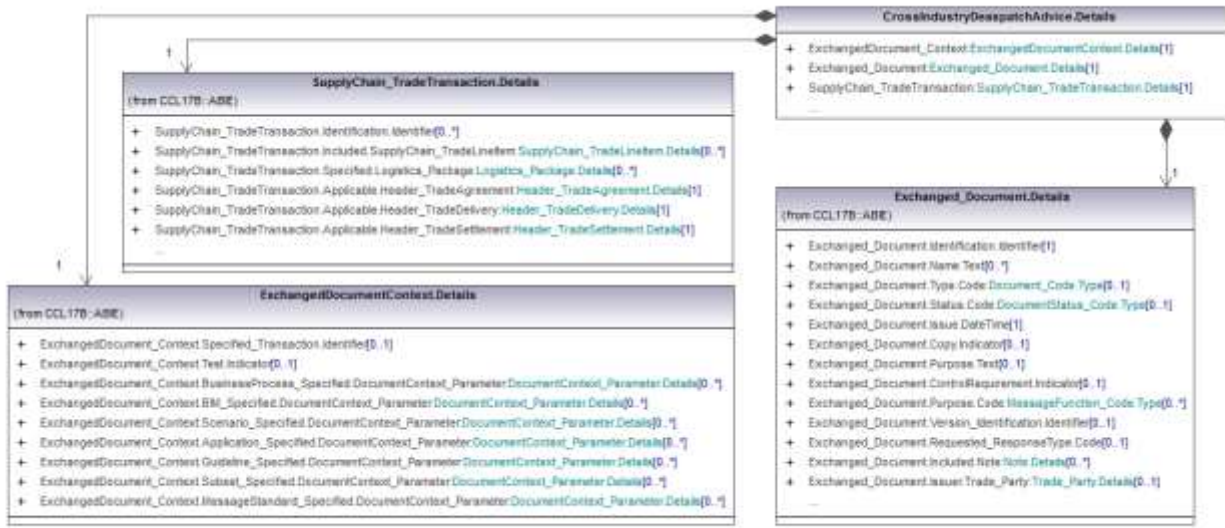 CrossIndustryDeaspatchAdvice.Details
+ ExchangedDocument_Context:ExchangedDocumentContext.Details[1]
+ Exchanged_Document:Exchanged_Document.Details[1]
+ SupplyChain_TradeTransaction:SupplyChain_TradeTransaction.Details[1]
...
1
SupplyChain_TradeTransaction.Details
(from CCL17B::ABIE)
+ SupplyChain_TradeTransaction.Identification.Identifier[0..*]
+ SupplyChain_TradeTransaction.Included.SupplyChain_TradeLineItem:SupplyChain_TradeLineItem.Details[0..*]
+ SupplyChain_TradeTransaction.Specified.Logistics_Package:Logistics_Package.Details[0..*]
+ SupplyChain_TradeTransaction.Applicable.Header_TradeAgreement:Header_TradeAgreement.Details[1]
+ SupplyChain_TradeTransaction.Applicable.Header_TradeDelivery:Header_TradeDelivery.Details[1]
+ SupplyChain_TradeTransaction.Applicable.Header_TradeSettlement:Header_TradeSettlement.Details[1]
...
1
Exchanged_Document.Details
(from CCL17B::ABIE)
+ Exchanged_Document.Identification.Identifier[1]
+ Exchanged_Document.Name.Text[0..*]
+ Exchanged_Document.Type.Code:Document_Code.Type[0..1]
+ Exchanged_Document.Status.Code:DocumentStatus_Code.Type[0..1]
+ Exchanged_Document.Issue.DateTime[1]
+ Exchanged_Document.Copy.Indicator[0..1]
+ Exchanged_Document.Purpose.Text[0..1]
+ Exchanged_Document.ControlRequirement.Indicator[0..1]
+ Exchanged_Document.Purpose.Code:MessageFunction_Code.Type[0..*]
+ Exchanged_Document.Version_Identification.Identifier[0..1]
+ Exchanged_Document.Requested_ResponseType.Code[0..1]
+ Exchanged_Document.Included.Note:Note.Details[0..*]
+ Exchanged_Document.Issuer.Trade_Party:Trade_Party.Details[0..1]
...
1
ExchangedDocumentContext.Details
(from CCL17B::ABIE)
+ ExchangedDocument_Context.Specified_Transaction.Identifier[0..1]
+ ExchangedDocument_Context.Test.Indicator[0..1]
+ ExchangedDocument_Context.BusinessProcess_Specified.DocumentContext_Parameter:DocumentContext_Parameter.Details[0..*]
+ ExchangedDocument_Context.BIM_Specified.DocumentContext_Parameter:DocumentContext_Parameter.Details[0..*]
+ ExchangedDocument_Context.Scenario_Specified.DocumentContext_Parameter:DocumentContext_Parameter.Details[0..*]
+ ExchangedDocument_Context.Application_Specified.DocumentContext_Parameter:DocumentContext_Parameter.Details[0..*]
+ ExchangedDocument_Context.Guideline_Specified.DocumentContext_Parameter:DocumentContext_Parameter.Details[0..*]
+ ExchangedDocument_Context.Subset_Specified.DocumentContext_Parameter:DocumentContext_Parameter.Details[0..*]
+ ExchangedDocument_Context.MessageStandard_Specified.DocumentContext_Parameter:DocumentContext_Parameter.Details[0..*]